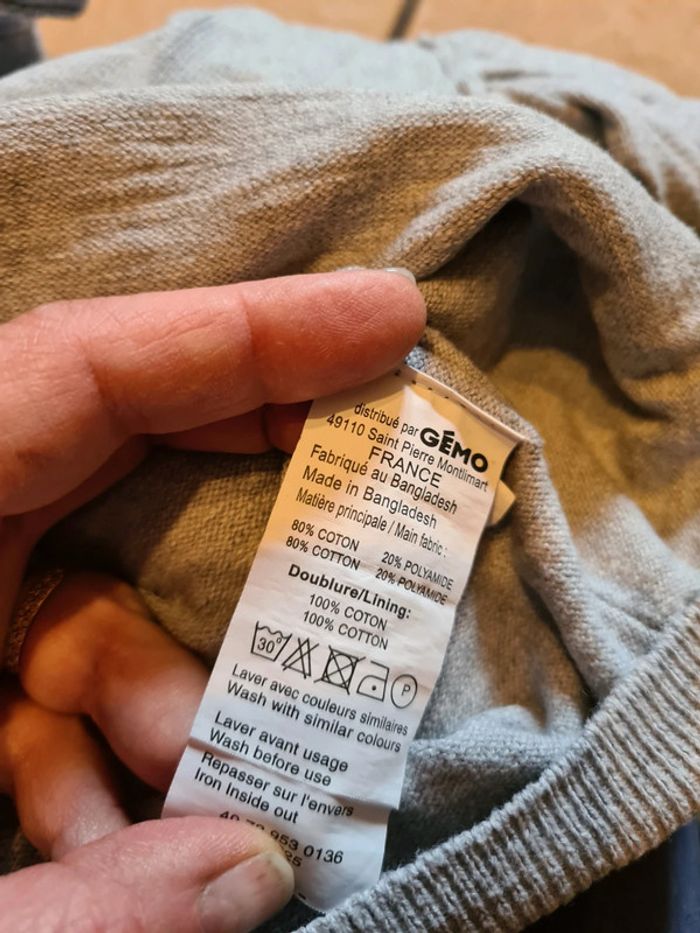 distribué par GÉMO
49110 Saint Pierre Montlimart
FRANCE
Fabriqué au Bangladesh
Made in Bangladesh
Matière principale / Main fabric :
80% COTON 20% POLYAMIDE
80% COTTON 20% POLYAMIDE
Doublure/Lining:
100% COTON
100% COTTON
30° P
Laver avec couleurs similaires
Wash with similar colours
Laver avant usage
Wash before use
Repasser sur l'envers
Iron Inside out
953 0136